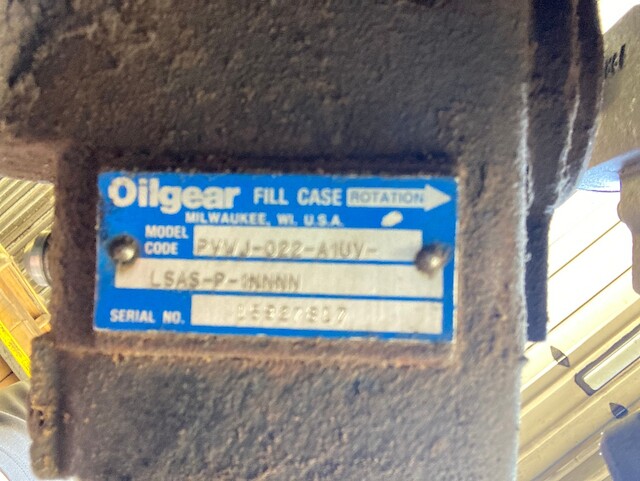 Oilgear FILL CASE ROTATION
MILWAUKEE, WI. U.S.A.
MODEL CODE PVWJ-022-A1UV-
LSAS-P-1NNNN
SERIAL NO.